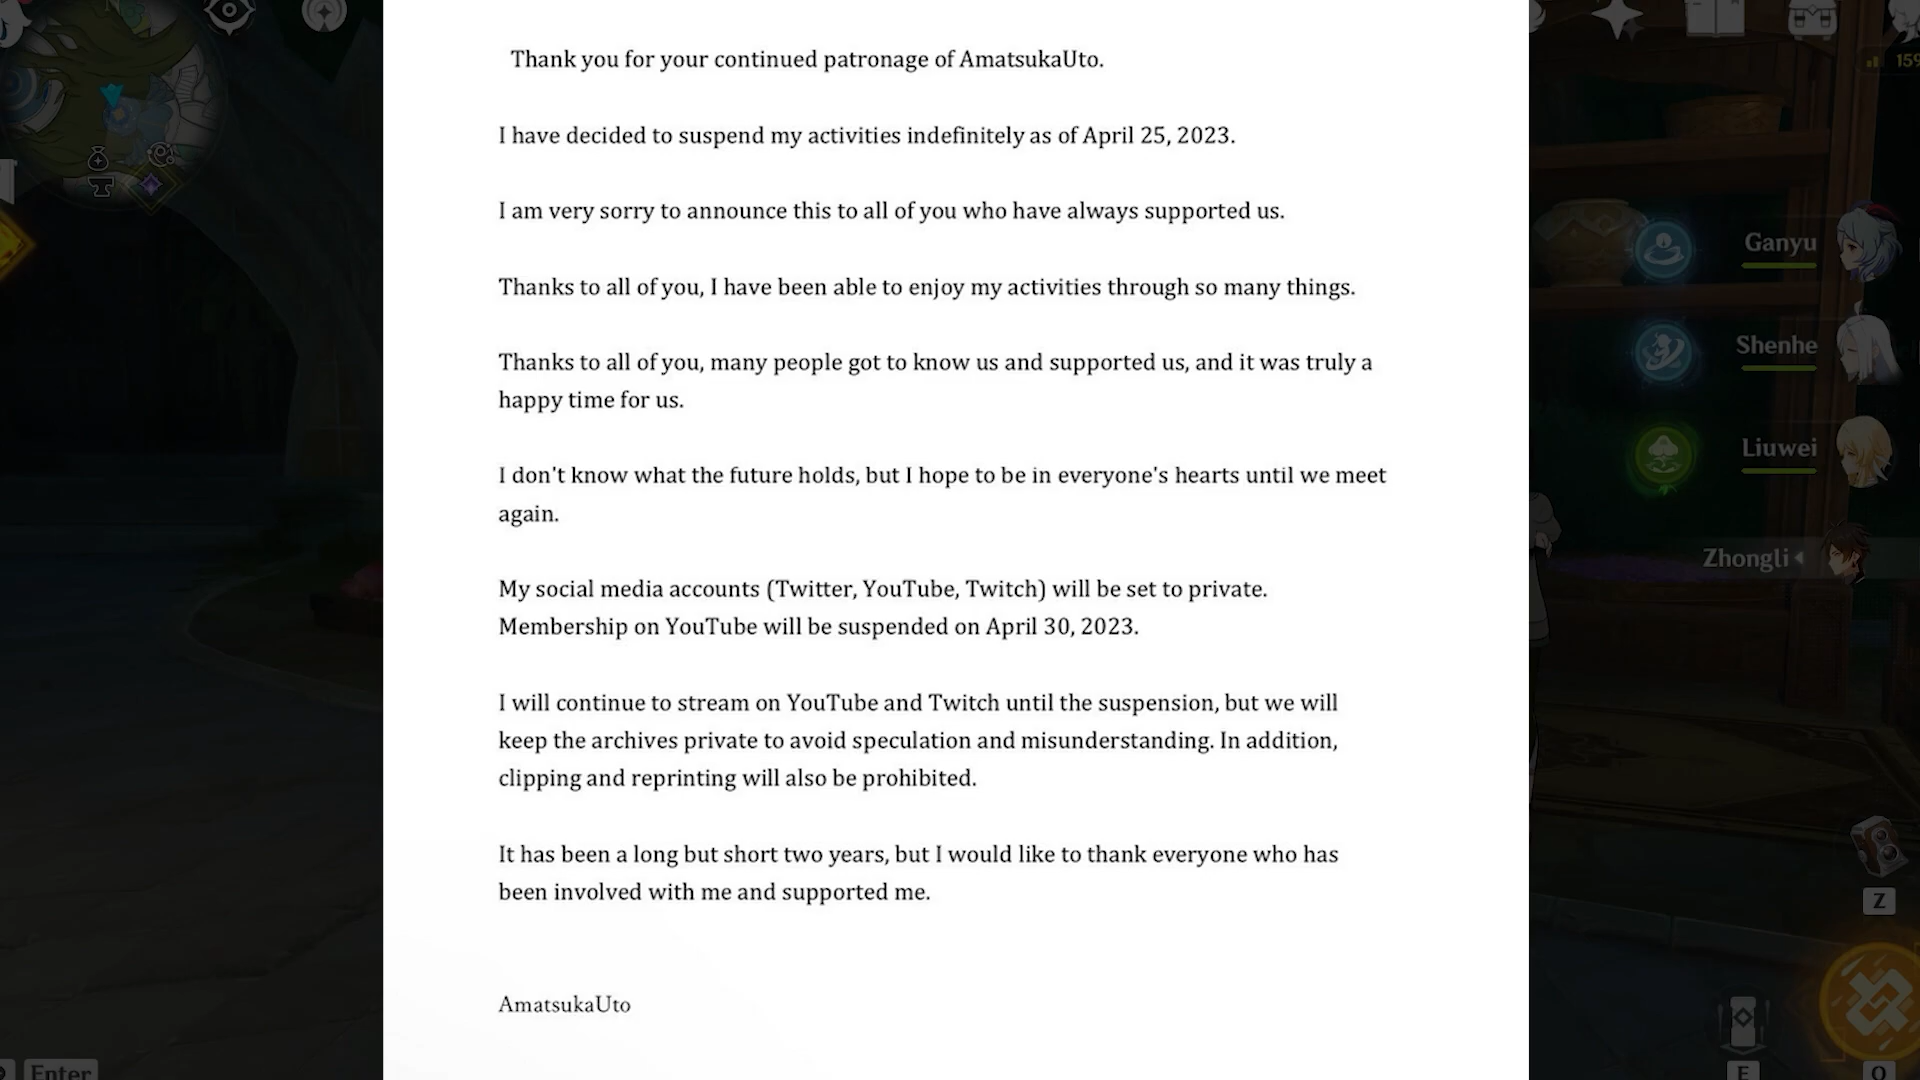 Thank you for your continued patronage of AmatsukaUto.
I have decided to suspend my activities indefinitely as of April 25, 2023.
I am very sorry to announce this to all of you who have always supported us.
Thanks to all of you, I have been able to enjoy my activities through so many things.
Thanks to all of you, many people got to know us and supported us, and it was truly a
happy time for us.
I don't know what the future holds, but I hope to be in everyone's hearts until we meet
again.
My social media accounts (Twitter, YouTube, Twitch) will be set to private.
Membership on YouTube will be suspended on April 30, 2023.
I will continue to stream on YouTube and Twitch until the suspension, but we will
keep the archives private to avoid speculation and misunderstanding. In addition,
clipping and reprinting will also be prohibited.
It has been a long but short two years, but I would like to thank everyone who has
been involved with me and supported me.
AmatsukaUto
Ganyu
Shenhe
Liuwei
Zhongli
Z
Enter
E
Q